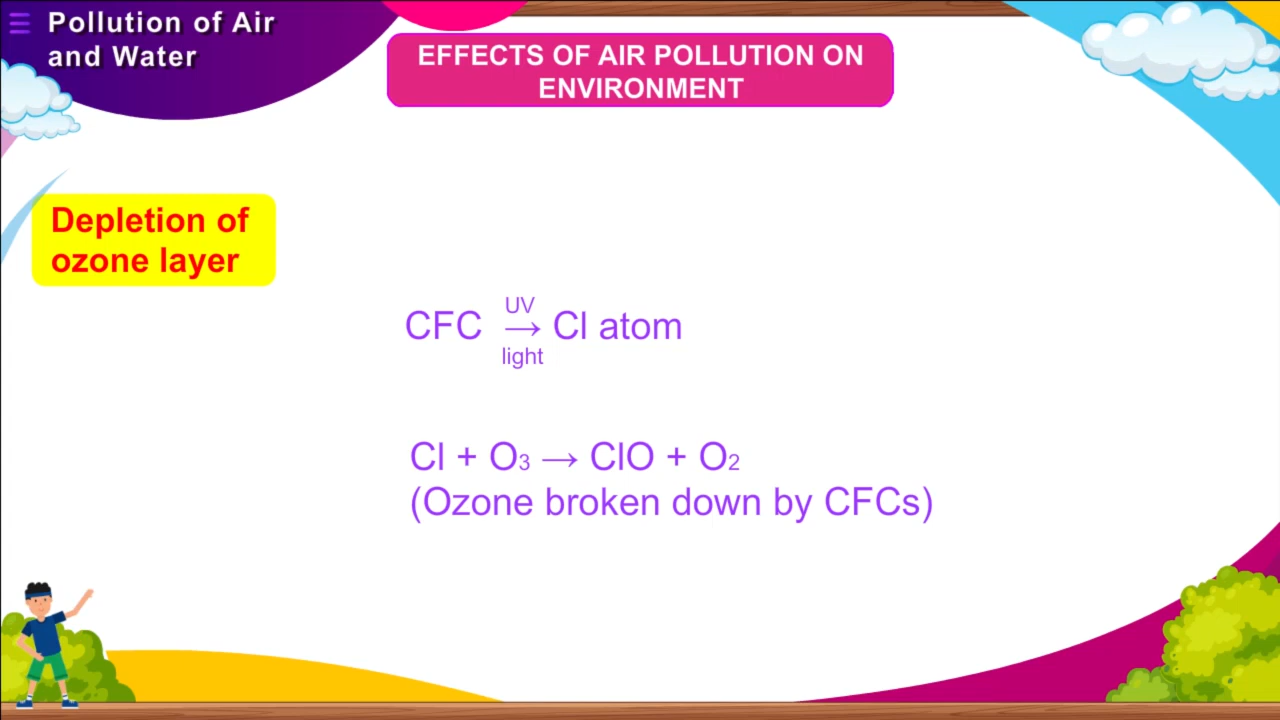 Pollution of Air
and Water
EFFECTS OF AIR POLLUTION ON
ENVIRONMENT
Depletion of
ozone layer
UV
CFC → Cl atom
light
Cl + O₃ → ClO + O₂
(Ozone broken down by CFCs)